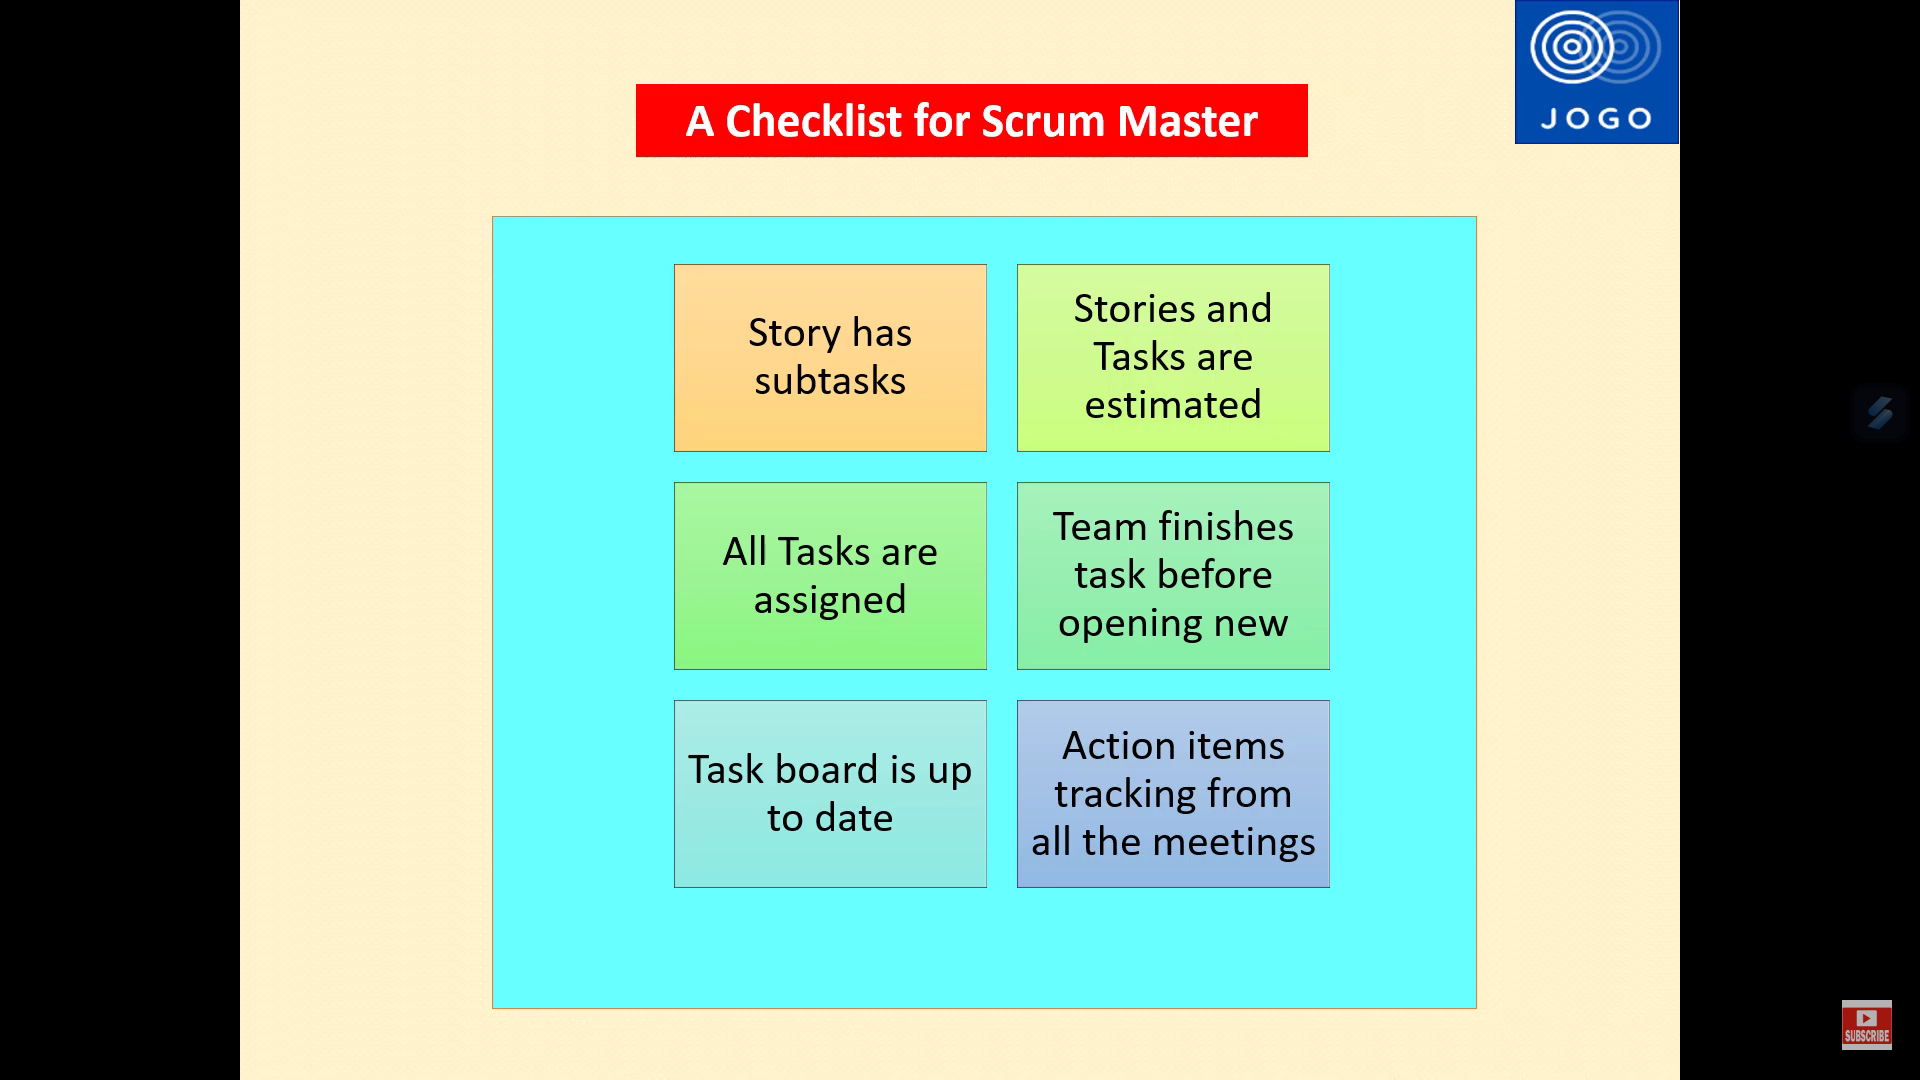 JOGO
A Checklist for Scrum Master
Story has
subtasks
Stories and
Tasks are
estimated
All Tasks are
assigned
Team finishes
task before
opening new
Task board is up
to date
Action items
tracking from
all the meetings
SUBSCRIBE